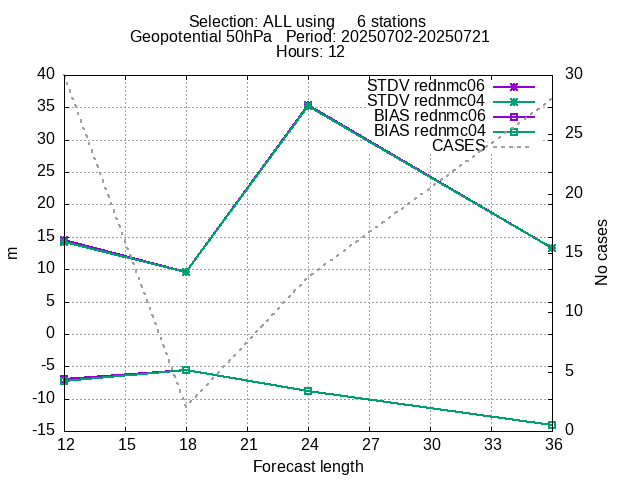 Selection: ALL using     6 stations
Geopotential 50hPa   Period: 20250702-20250721
Hours: 12
STDV rednmc06
STDV rednmc04
BIAS rednmc06
BIAS rednmc04
CASES
40
35
30
25
20
15
10
5
0
-5
-10
-15
m
30
25
20
15
10
5
0
No cases
12 15 18 21 24 27 30 33 36
Forecast length